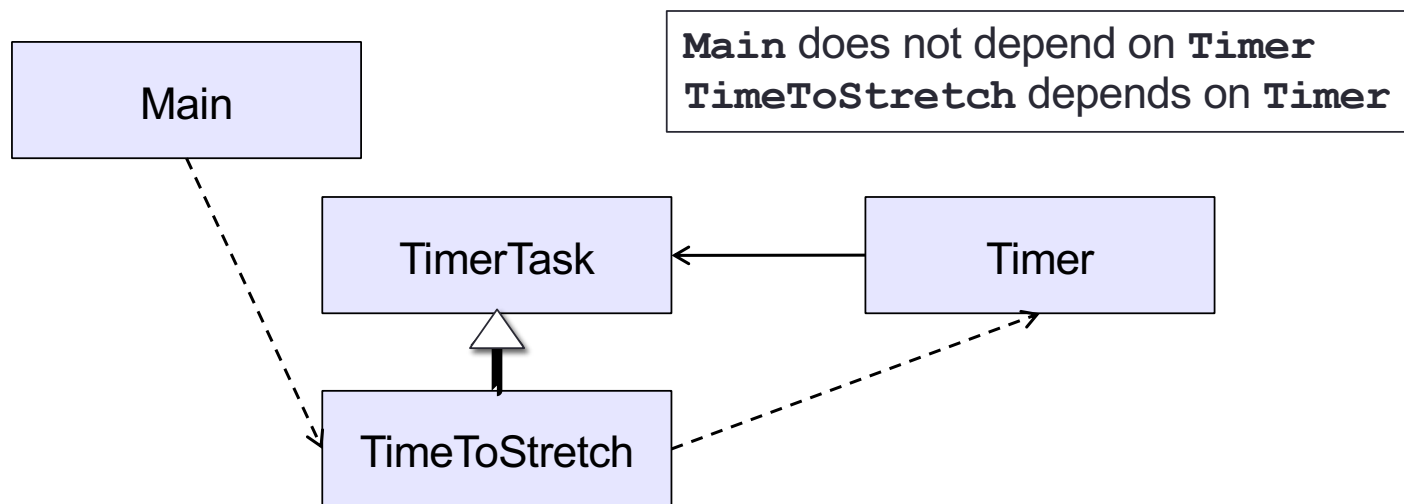 Main does not depend on Timer
TimeToStretch depends on Timer
Main
TimerTask
Timer
TimeToStretch